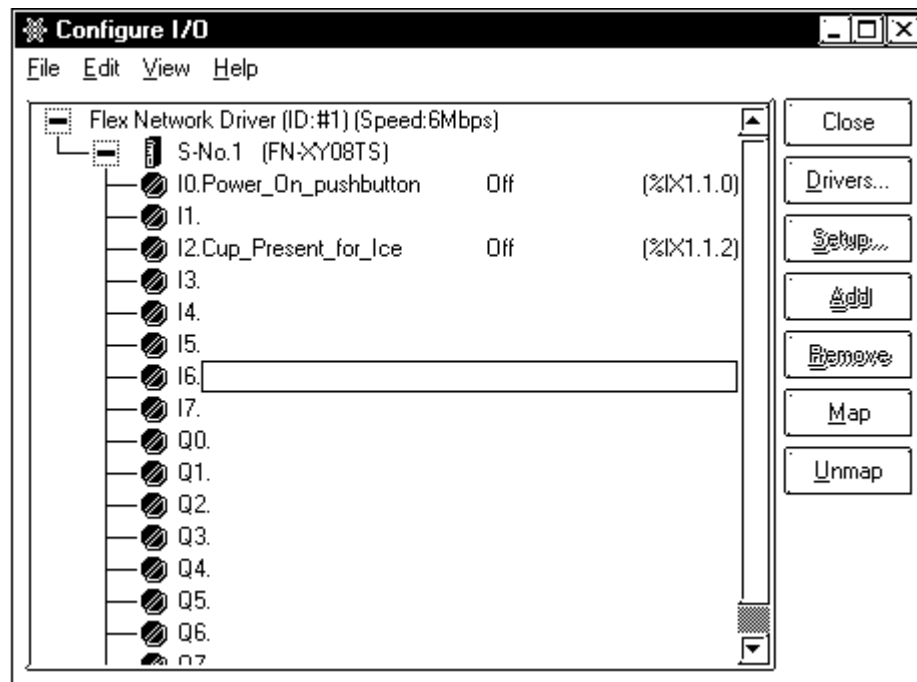 Configure I/O
File Edit View Help
Flex Network Driver (ID:#1) (Speed:6Mbps)
S-No.1 (FN-XY08TS)
I0.Power_On_pushbutton Off (%IX1.1.0)
I1.
I2.Cup_Present_for_Ice Off (%IX1.1.2)
I3.
I4.
I5.
I6.
I7.
Q0.
Q1.
Q2.
Q3.
Q4.
Q5.
Q6.
Q7
Close
Drivers...
Setup...
Add
Remove
Map
Unmap